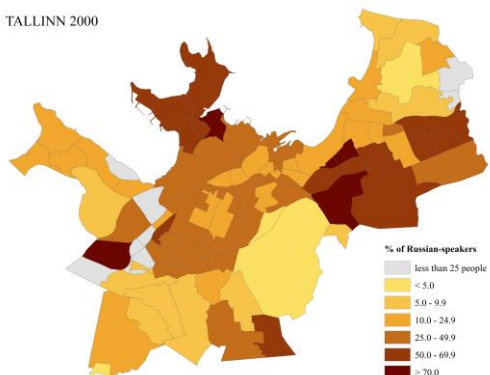 TALLINN 2000
% of Russian-speakers
less than 25 people
< 5.0
5.0 - 9.9
10.0 - 24.9
25.0 - 49.9
50.0 - 69.9
> 70.0